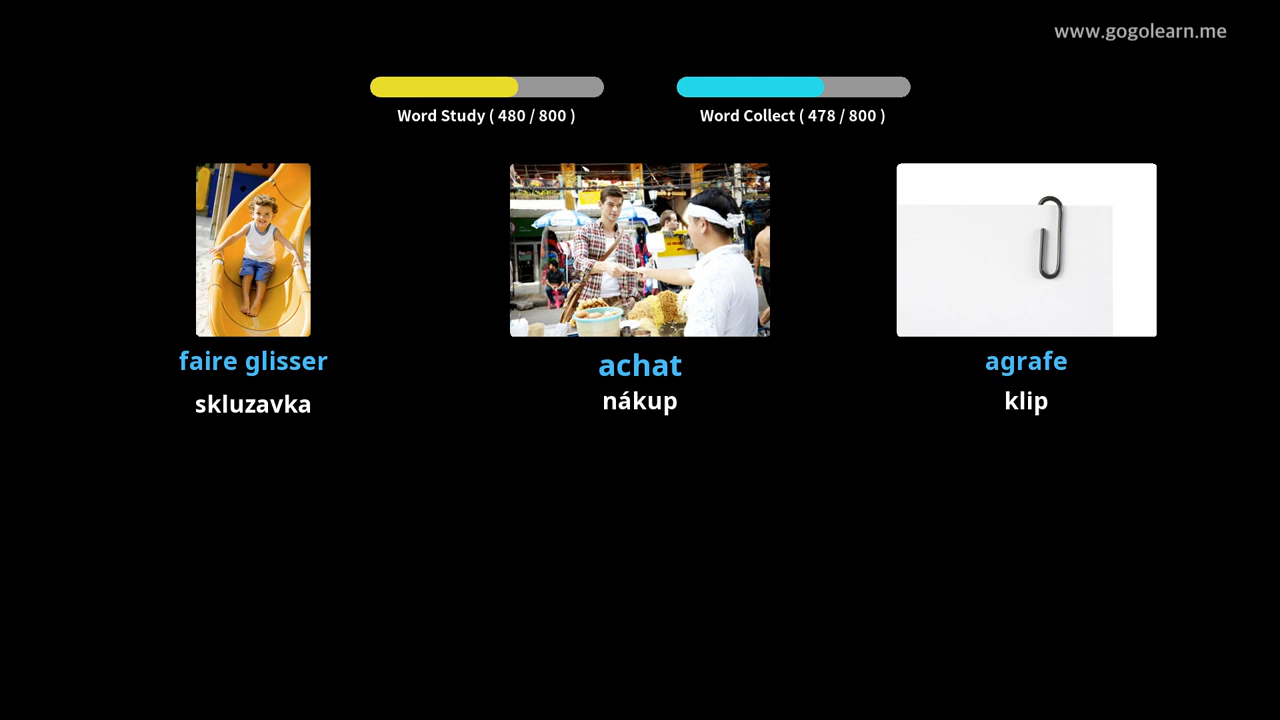 www.gogolearn.me
Word Study ( 480 / 800 )
Word Collect ( 478 / 800 )
faire glisser
skluzavka
achat
nákup
agrafe
klip